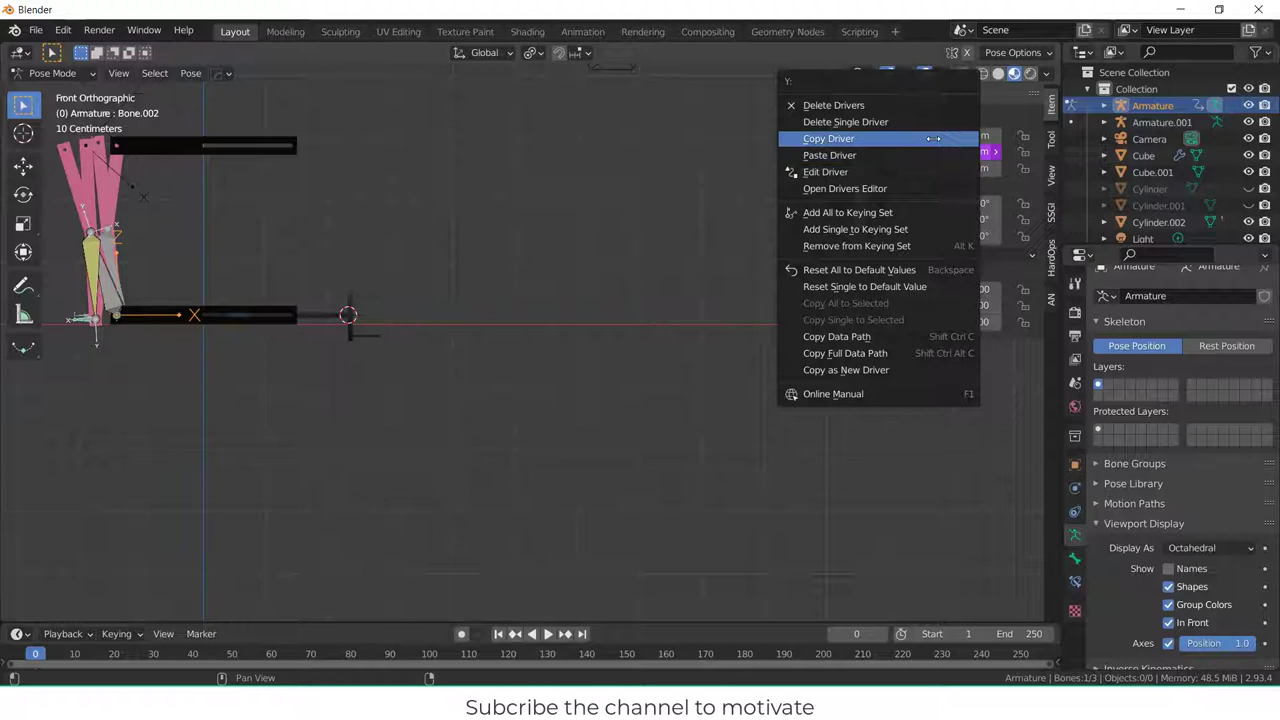 Blender
File Edit Render Window Help Layout Modeling Sculpting UV Editing Texture Paint Shading Animation Rendering Compositing Geometry Nodes Scripting + Scene View Layer
Global X Pose Options
Pose Mode View Select Pose
Front Orthographic
(0) Armature : Bone.002
10 Centimeters
Y:
Delete Drivers
Delete Single Driver
Copy Driver
Paste Driver
Edit Driver
Open Drivers Editor
Add All to Keying Set
Add Single to Keying Set
Remove from Keying Set Alt K
Reset All to Default Values Backspace
Reset Single to Default Value
Copy All to Selected
Copy Single to Selected
Copy Data Path Shift Ctrl C
Copy Full Data Path Shift Ctrl Alt C
Copy as New Driver
Online Manual F1
Item
Tool
View
SSGI
HardOps
AN
Scene Collection
Collection
Armature
Armature.001
Camera
Cube
Cube.001
Cylinder
Cylinder.001
Cylinder.002
Light
Armature Armature
Armature
Skeleton
Pose Position Rest Position
Layers:
Protected Layers:
Bone Groups
Pose Library
Motion Paths
Viewport Display
Display As Octahedral
Show Names
Shapes
Group Colors
In Front
Axes Position 1.0
Inverse Kinematics
Playback Keying View Marker 0 Start 1 End 250
0 10 20 30 40 50 60 70 80 90 100 110 120 130 140 150 160 170 180 190 200 210 220 230 240 250
Pan View Armature | Bones:1/3 | Objects:0/0 | Memory: 48.5 MiB | 2.93.4
Subcribe the channel to motivate